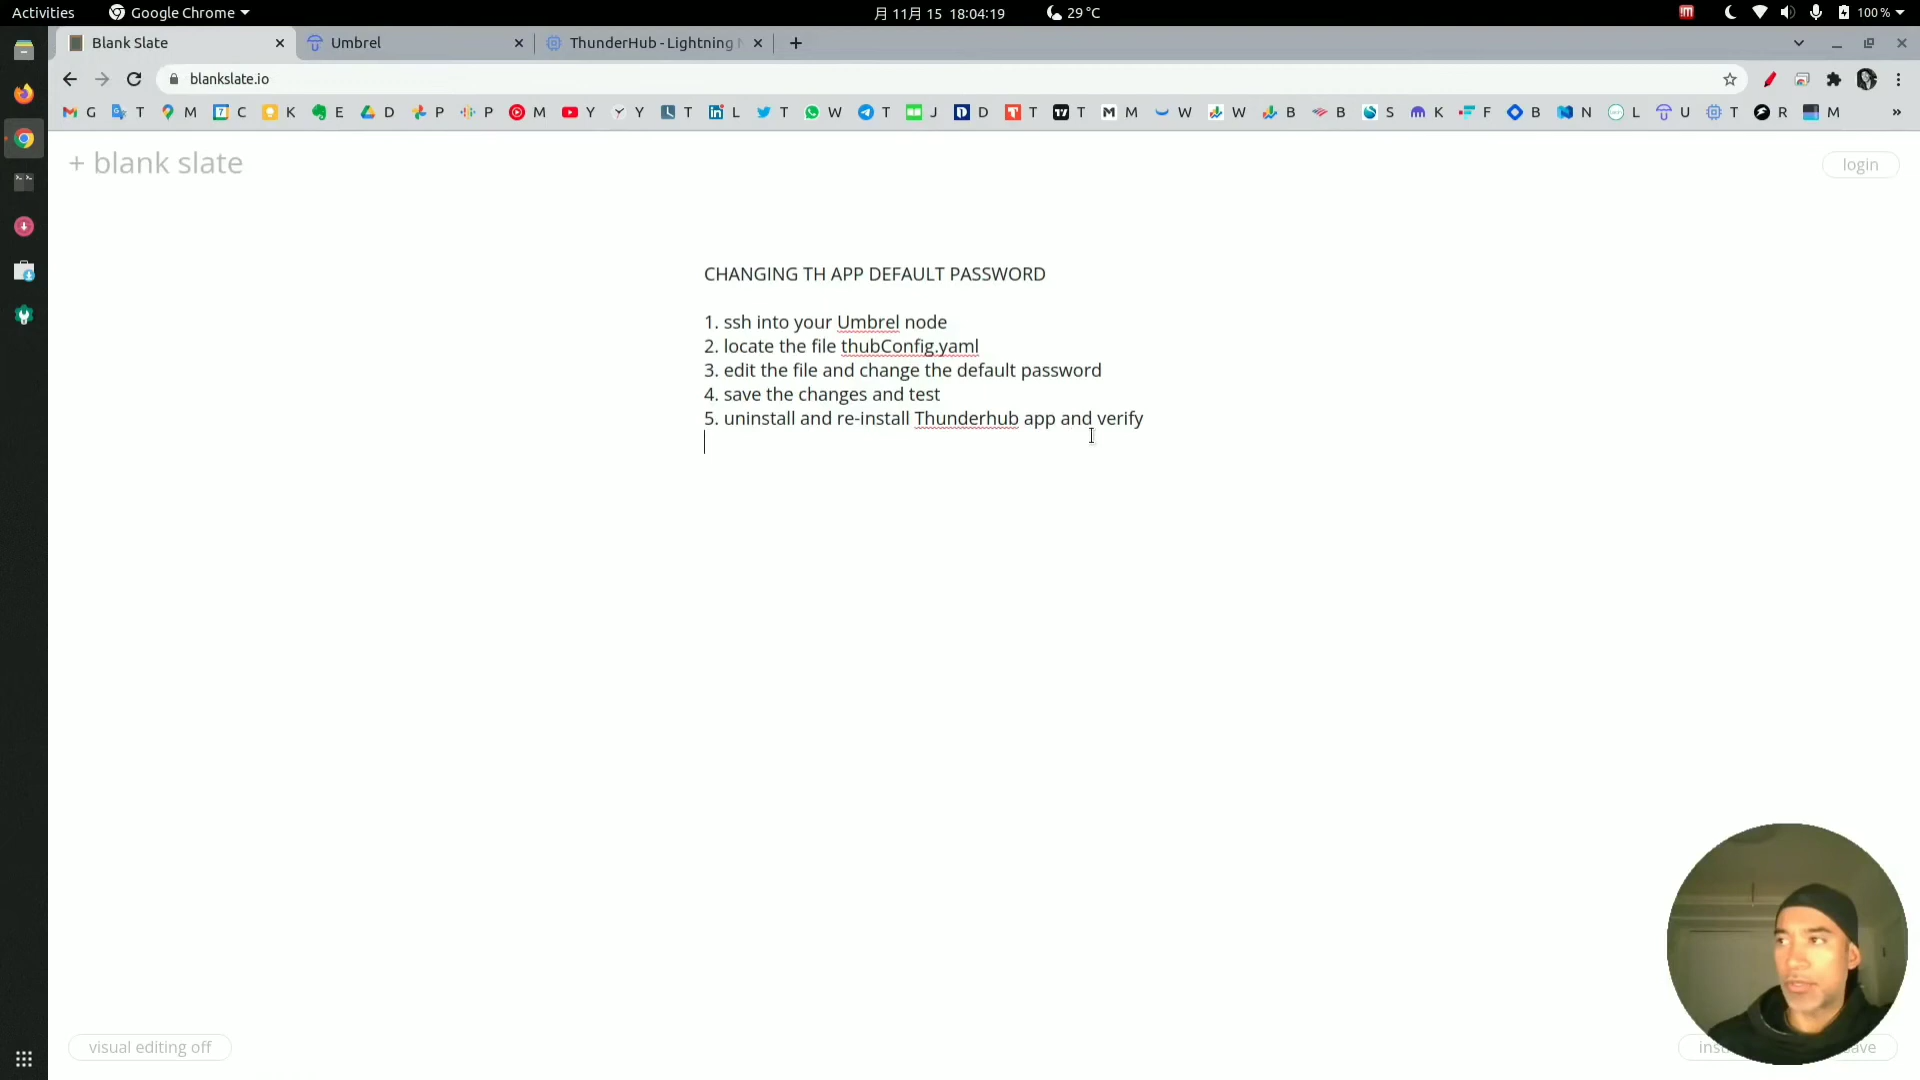 Activities
Google Chrome
月 11月 15 18:04:19
29 °C
100 %
Blank Slate
Umbrel
ThunderHub - Lightning
blankslate.io
G T M C K E D P P M Y Y T L T W T J D T T M W W B B S K F B N L U T R M »
+ blank slate
login
CHANGING TH APP DEFAULT PASSWORD
1. ssh into your Umbrel node
2. locate the file thubConfig.yaml
3. edit the file and change the default password
4. save the changes and test
5. uninstall and re-install Thunderhub app and verify
visual editing off